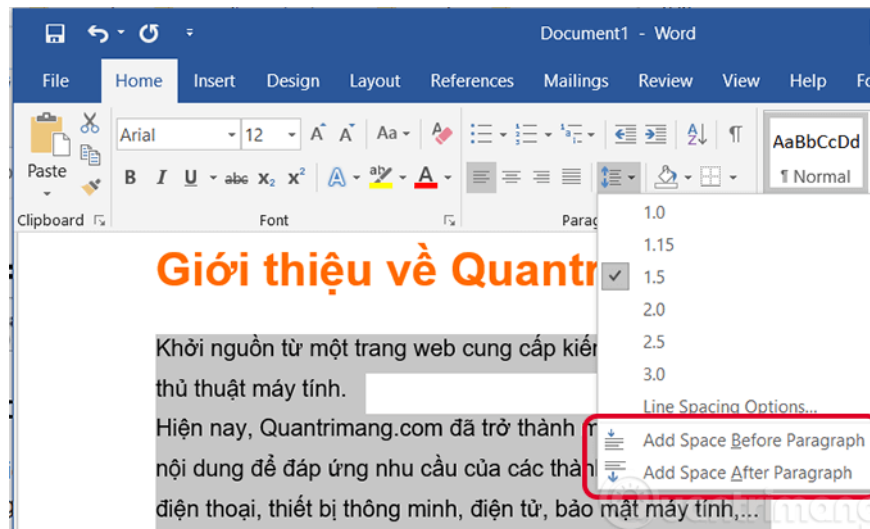 Document1 - Word
File Home Insert Design Layout References Mailings Review View Help
Arial 12 A A Aa A
Paste B I U abc X₂ X² A aby A
AaBbCcDd
¶ Normal
Clipboard Font
1.0
1.15
1.5
2.0
2.5
3.0
Line Spacing Options...
Add Space Before Paragraph
Add Space After Paragraph
Giới thiệu về
Khởi nguồn từ một trang web cung cấp
thủ thuật máy tính.
Hiện nay, Quantrimang.com đã trở thành
nội dung để đáp ứng nhu cầu của các
điện thoại, thiết bị thông minh, điện tử, bảo mật máy tính,...